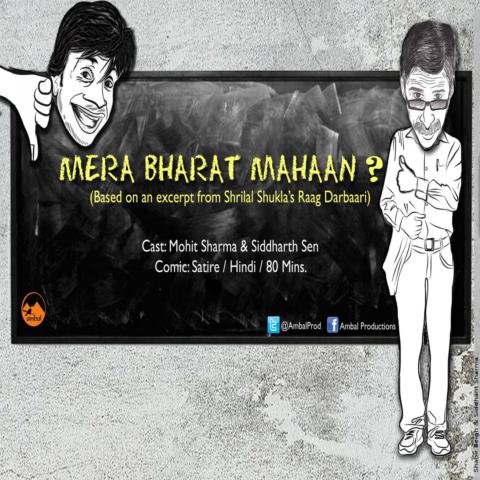 MERA BHARAT MAHAAN ?
(Based on an excerpt from Shrilal Shukla's Raag Darbaari)
Cast: Mohit Sharma & Siddharth Sen
Comic: Satire / Hindi / 80 Mins.
ambal
@AmbalProd
Ambal Productions